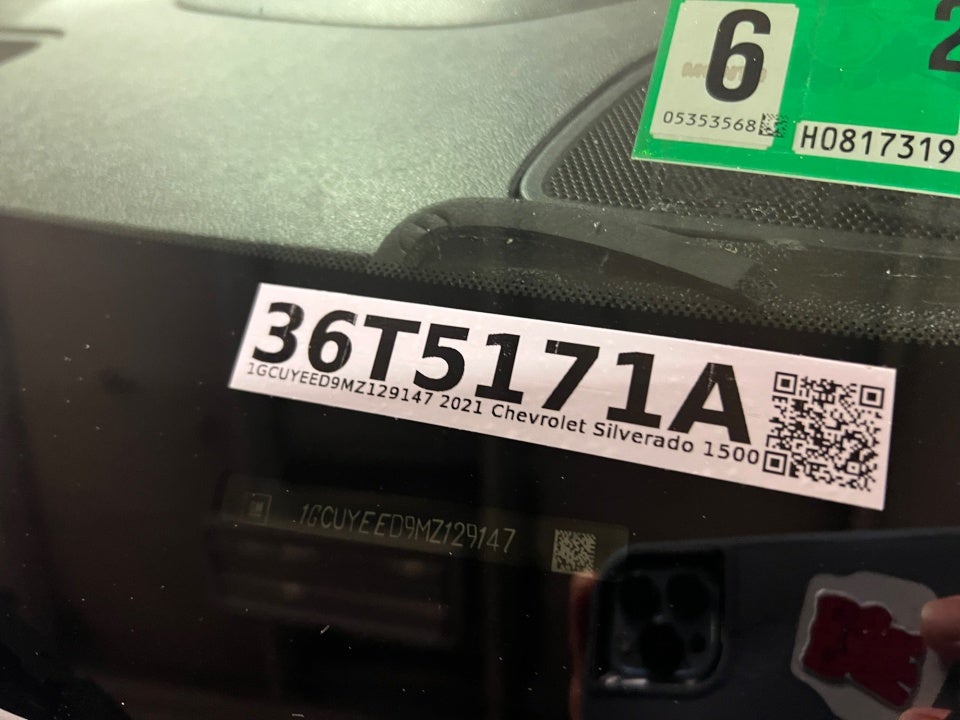 6
05353568
H0817319
36T5171A
1GCUYEED9MZ129147 2021 Chevrolet Silverado 1500
1GCUYEED9MZ129147